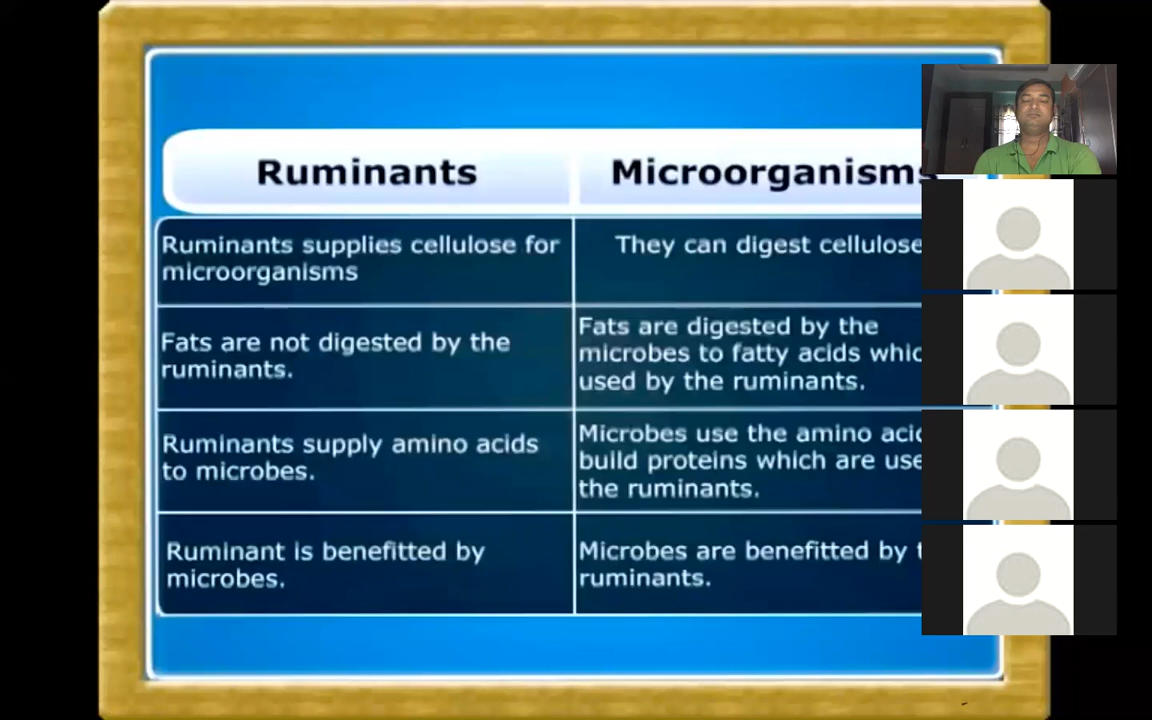 Ruminants
Microorganisms
Ruminants supplies cellulose for
microorganisms
They can digest cellulose
Fats are not digested by the
ruminants.
Fats are digested by the
microbes to fatty acids
used by the ruminants.
Ruminants supply amino acids
to microbes.
Microbes use the amino
build proteins which are
the ruminants.
Ruminant is benefitted by
microbes.
Microbes are benefitted by
ruminants.